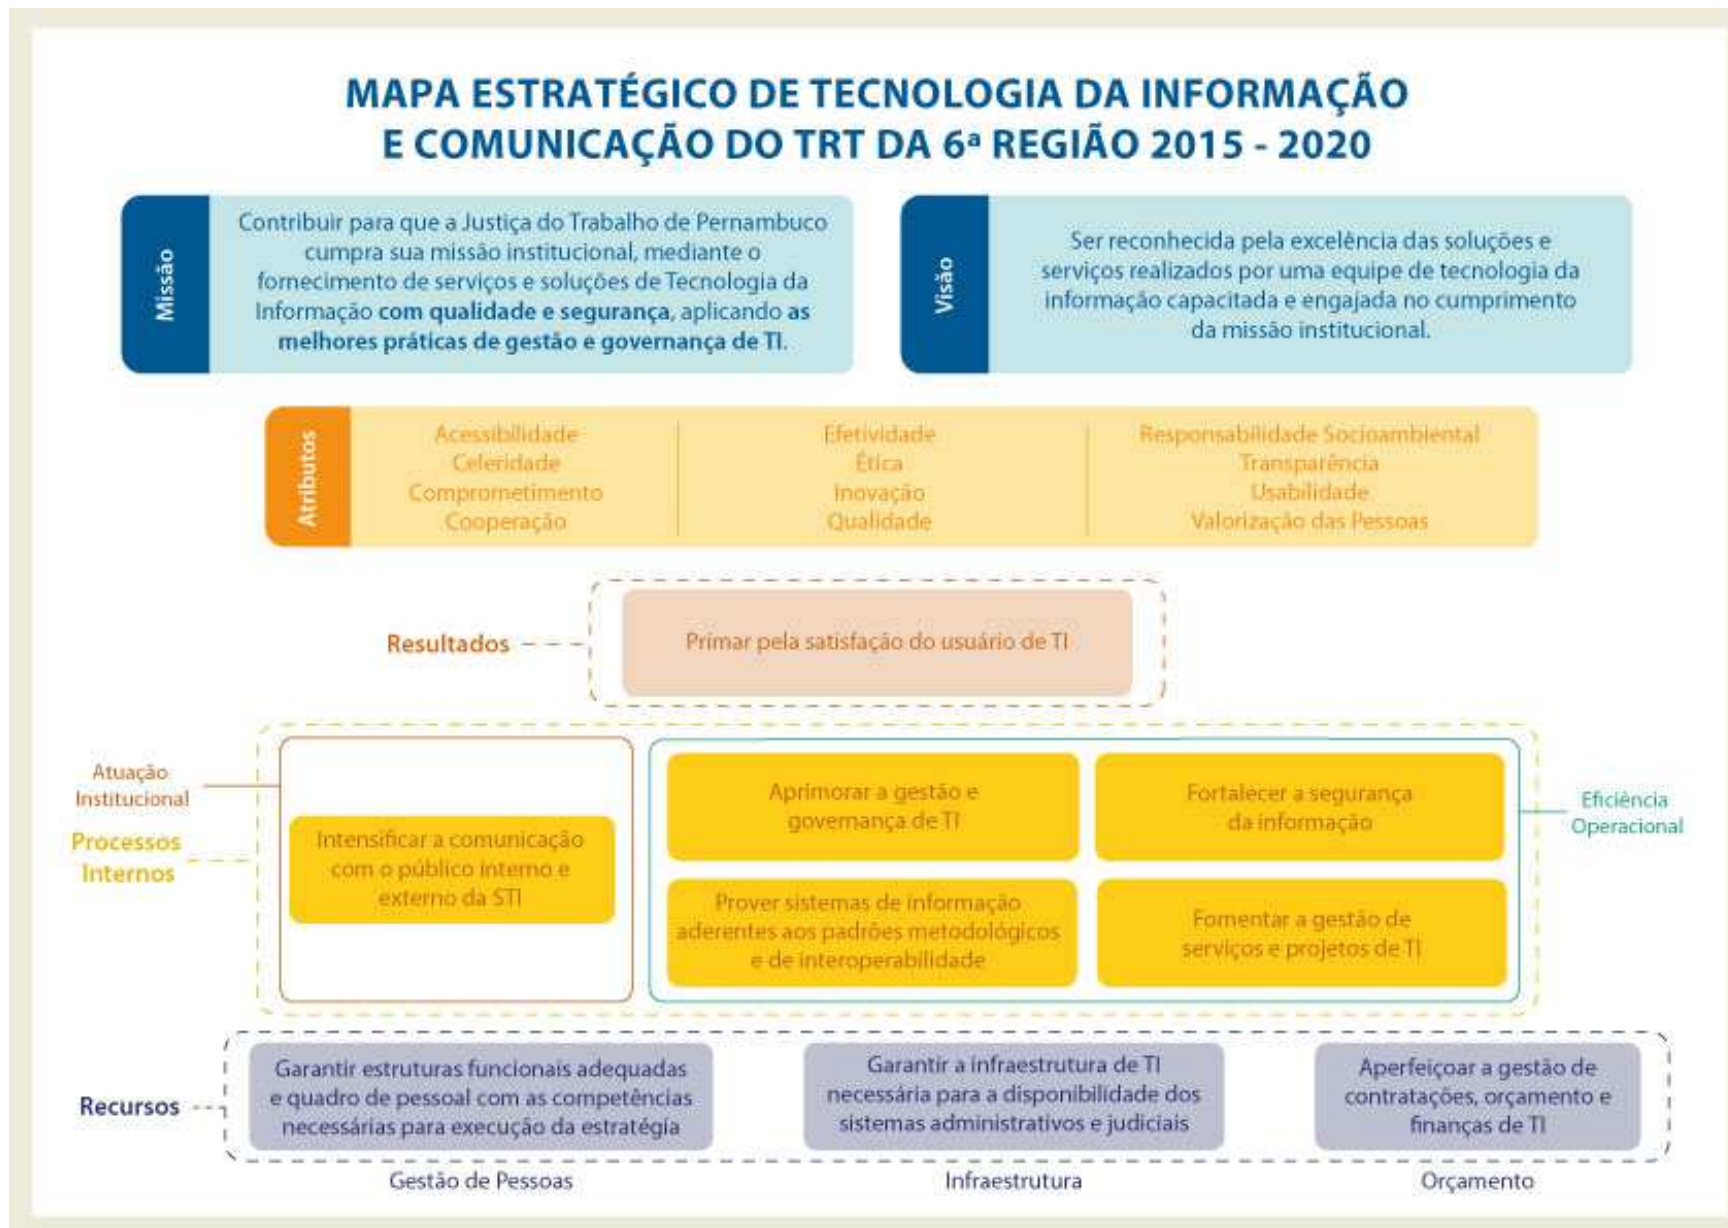 MAPA ESTRATÉGICO DE TECNOLOGIA DA INFORMAÇÃO
E COMUNICAÇÃO DO TRT DA 6ª REGIÃO 2015 - 2020
Missão
Contribuir para que a Justiça do Trabalho de Pernambuco
cumpra sua missão institucional, mediante o
fornecimento de serviços e soluções de Tecnologia da
Informação com qualidade e segurança, aplicando as
melhores práticas de gestão e governança de TI.
Visão
Ser reconhecida pela excelência das soluções e
serviços realizados por uma equipe de tecnologia da
informação capacitada e engajada no cumprimento
da missão institucional.
Atributos
Acessibilidade
Celeridade
Comprometimento
Cooperação
Efetividade
Ética
Inovação
Qualidade
Responsabilidade Socioambiental
Transparência
Usabilidade
Valorização das Pessoas
Resultados
Primar pela satisfação do usuário de TI
Atuação
Institucional
Processos
Internos
Intensificar a comunicação
com o público interno e
externo da STI
Aprimorar a gestão e
governança de TI
Fortalecer a segurança
da informação
Prover sistemas de informação
aderentes aos padrões metodológicos
e de interoperabilidade
Fomentar a gestão de
serviços e projetos de TI
Eficiência
Operacional
Recursos
Garantir estruturas funcionais adequadas
e quadro de pessoal com as competências
necessárias para execução da estratégia
Garantir a infraestrutura de TI
necessária para a disponibilidade dos
sistemas administrativos e judiciais
Aperfeiçoar a gestão de
contratações, orçamento e
finanças de TI
Gestão de Pessoas
Infraestrutura
Orçamento